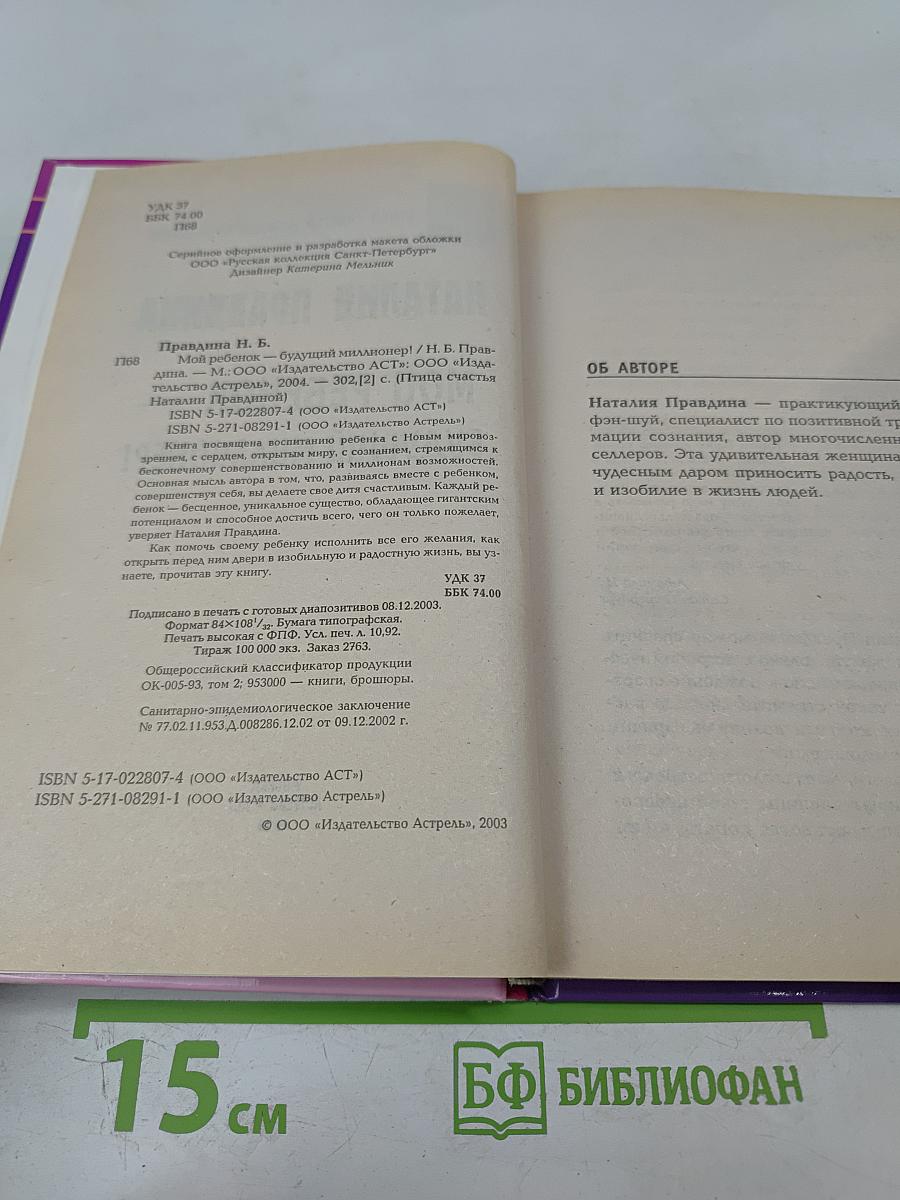 УДК 37
ББК 74.00
П68
Серийное оформление и разработка макета обложки
ООО «Русская коллекция Санкт-Петербург»
Дизайнер Катерина Мельник
Правдина Н. Б.
П68 Мой ребенок — будущий миллионер! / Н. Б. Прав-
дина. — М.: ООО «Издательство АСТ»: ООО «Изда-
тельство Астрель», 2004. — 302,[2] с. (Птица счастья
Наталии Правдиной)
ISBN 5-17-022807-4 (ООО «Издательство АСТ»)
ISBN 5-271-08291-1 (ООО «Издательство Астрель»)
Книга посвящена воспитанию ребенка с Новым мировоз-
зрением, с сердцем, открытым миру, с сознанием, стремящимся к
бесконечному совершенствованию и миллионам возможностей.
Основная мысль автора в том, что, развиваясь вместе с ребенком,
совершенствуя себя, вы делаете свое дитя счастливым. Каждый ре-
бенок — бесценное, уникальное существо, обладающее гигантским
потенциалом и способное достичь всего, чего он только пожелает,
уверяет Наталия Правдина.
Как помочь своему ребенку исполнить все его желания, как
открыть перед ним двери в изобильную и радостную жизнь, вы уз-
наете, прочитав эту книгу.
УДК 37
ББК 74.00
Подписано в печать с готовых диапозитивов 08.12.2003.
Формат 84×108¹/₃₂. Бумага типографская.
Печать высокая с ФПФ. Усл. печ. л. 10,92.
Тираж 100 000 экз. Заказ 2763.
Общероссийский классификатор продукции
ОК-005-93, том 2; 953000 — книги, брошюры.
Санитарно-эпидемиологическое заключение
№ 77.02.11.953.Д.008286.12.02 от 09.12.2002 г.
ISBN 5-17-022807-4 (ООО «Издательство АСТ»)
ISBN 5-271-08291-1 (ООО «Издательство Астрель»)
© ООО «Издательство Астрель», 2003
ОБ АВТОРЕ
Наталия Правдина — практикующий
фэн-шуй, специалист по позитивной тр
мации сознания, автор многочислен
селлеров. Эта удивительная женщина
чудесным даром приносить радость,
и изобилие в жизнь людей.
15 см
БФ БИБЛИОФАН